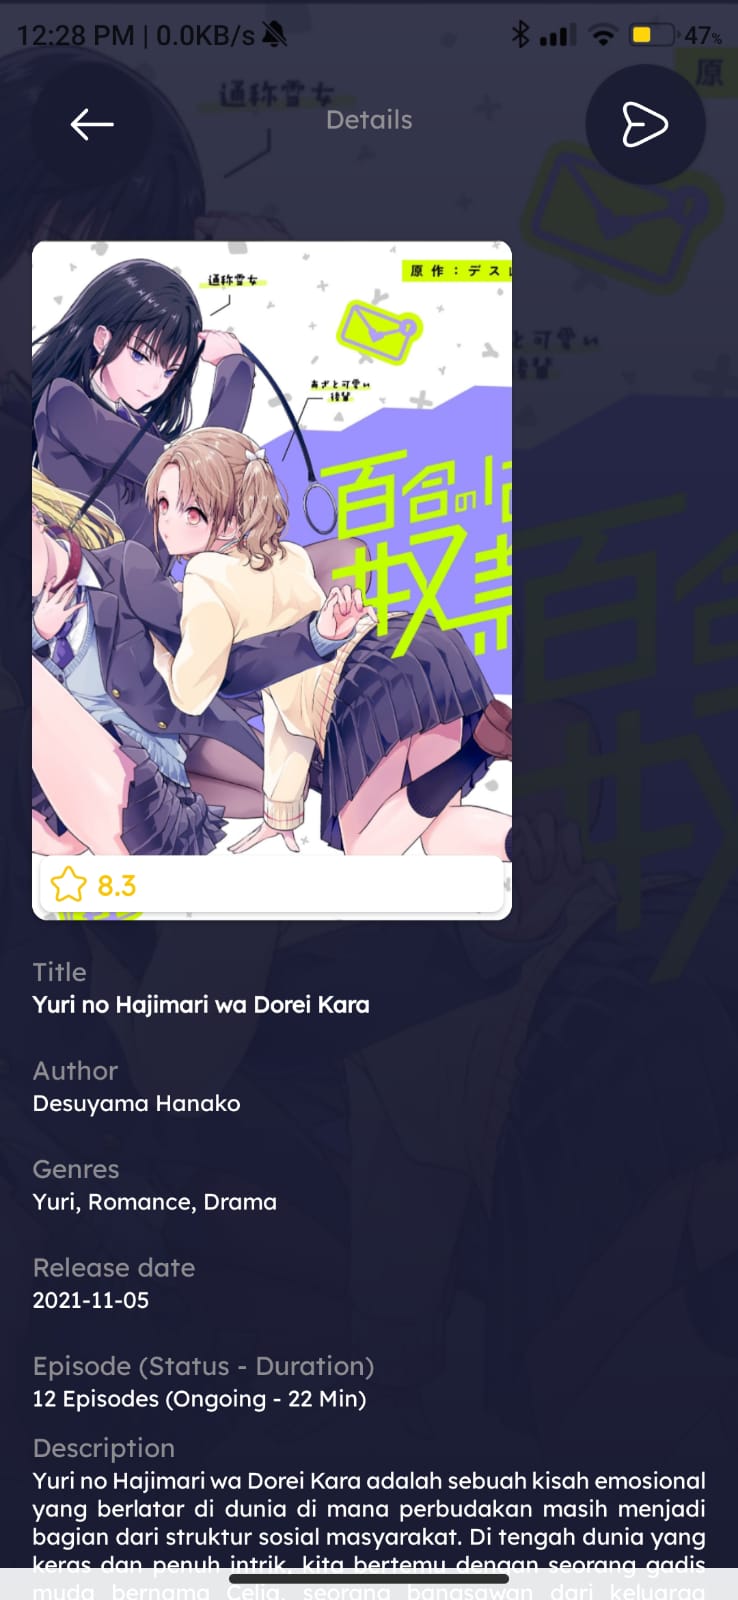 12:28 PM | 0.0KB/s
47%
Details
通称雪女
原作：デスレ
あざと可愛い
後輩
百合のは
奴隷
8.3
Title
Yuri no Hajimari wa Dorei Kara
Author
Desuyama Hanako
Genres
Yuri, Romance, Drama
Release date
2021-11-05
Episode (Status - Duration)
12 Episodes (Ongoing - 22 Min)
Description
Yuri no Hajimari wa Dorei Kara adalah sebuah kisah emosional
yang berlatar di dunia di mana perbudakan masih menjadi
bagian dari struktur sosial masyarakat. Di tengah dunia yang
keras dan penuh intrik, kita bertemu dengan seorang gadis
muda bernama Celia, seorang bangsawan dari keluarga